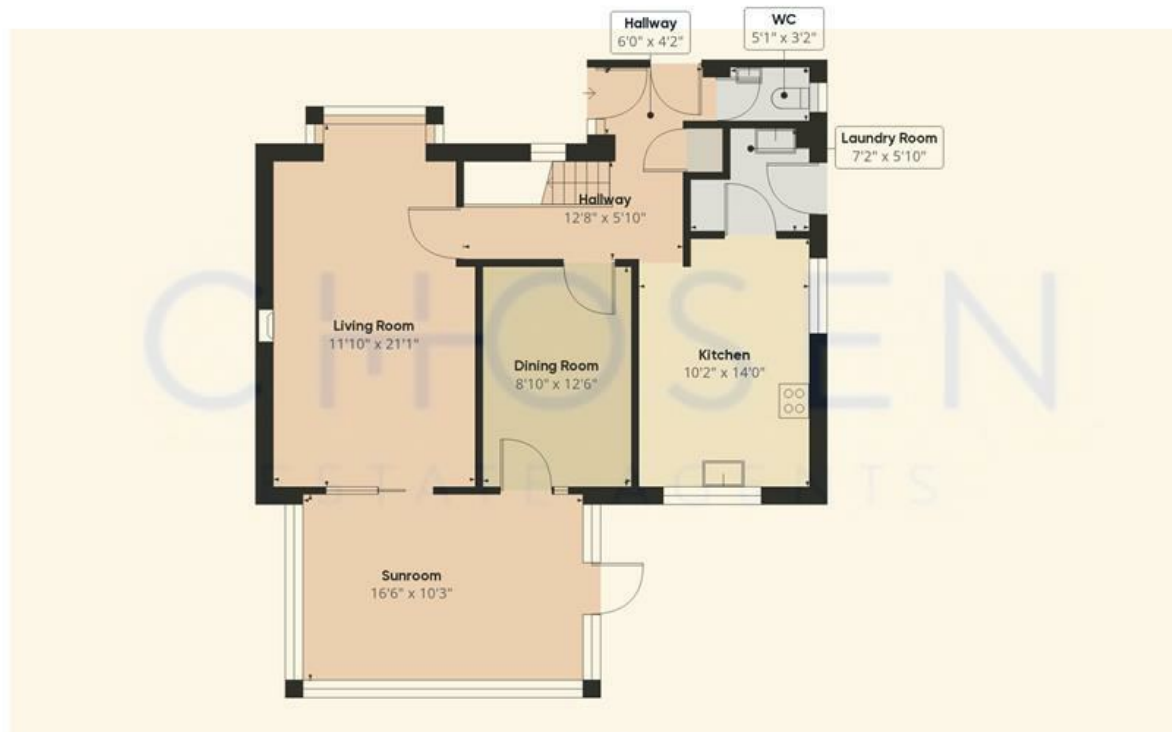 Hallway
6'0" x 4'2"
WC
5'1" x 3'2"
Laundry Room
7'2" x 5'10"
Hallway
12'8" x 5'10"
Living Room
11'10" x 21'1"
Dining Room
8'10" x 12'6"
Kitchen
10'2" x 14'0"
CHOSEN
ESTATE AGENTS
Sunroom
16'6" x 10'3"